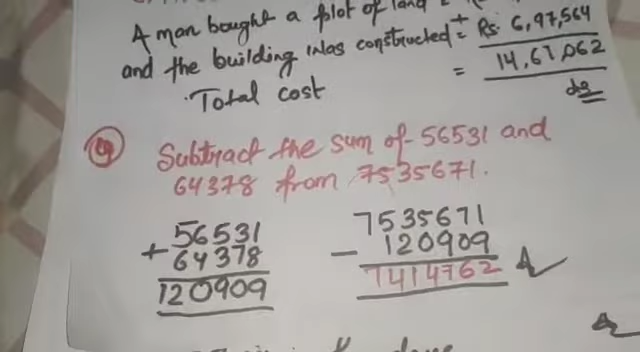 A man bought a plot of land =
and the building was constructed = + Rs. 6,97,564
Total cost = 14,67,062
Q Subtract the sum of 56531 and
64378 from 7535671.
56531
+ 64378
120909
7535671
- 120909
7414762